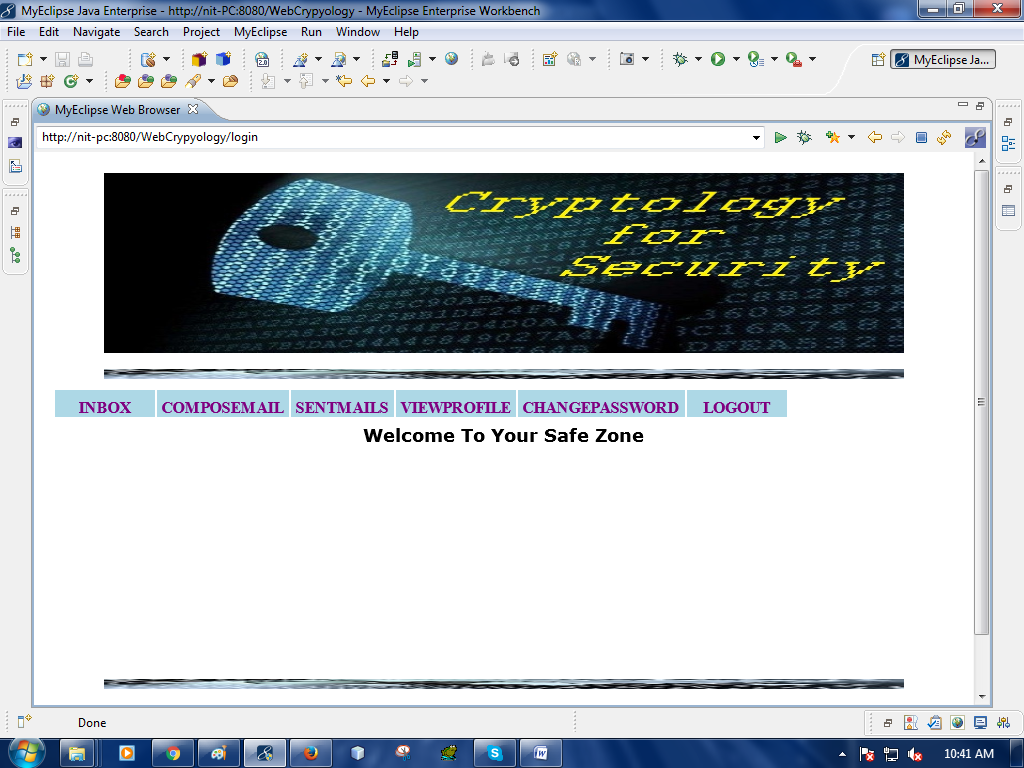 MyEclipse Java Enterprise - http://nit-PC:8080/WebCrypyology - MyEclipse Enterprise Workbench
File Edit Navigate Search Project MyEclipse Run Window Help
MyEclipse Ja...
MyEclipse Web Browser
http://nit-pc:8080/WebCrypyology/login
Cryptology
for
Security
INBOX COMPOSEMAIL SENTMAILS VIEWPROFILE CHANGEPASSWORD LOGOUT
Welcome To Your Safe Zone
Done
10:41 AM